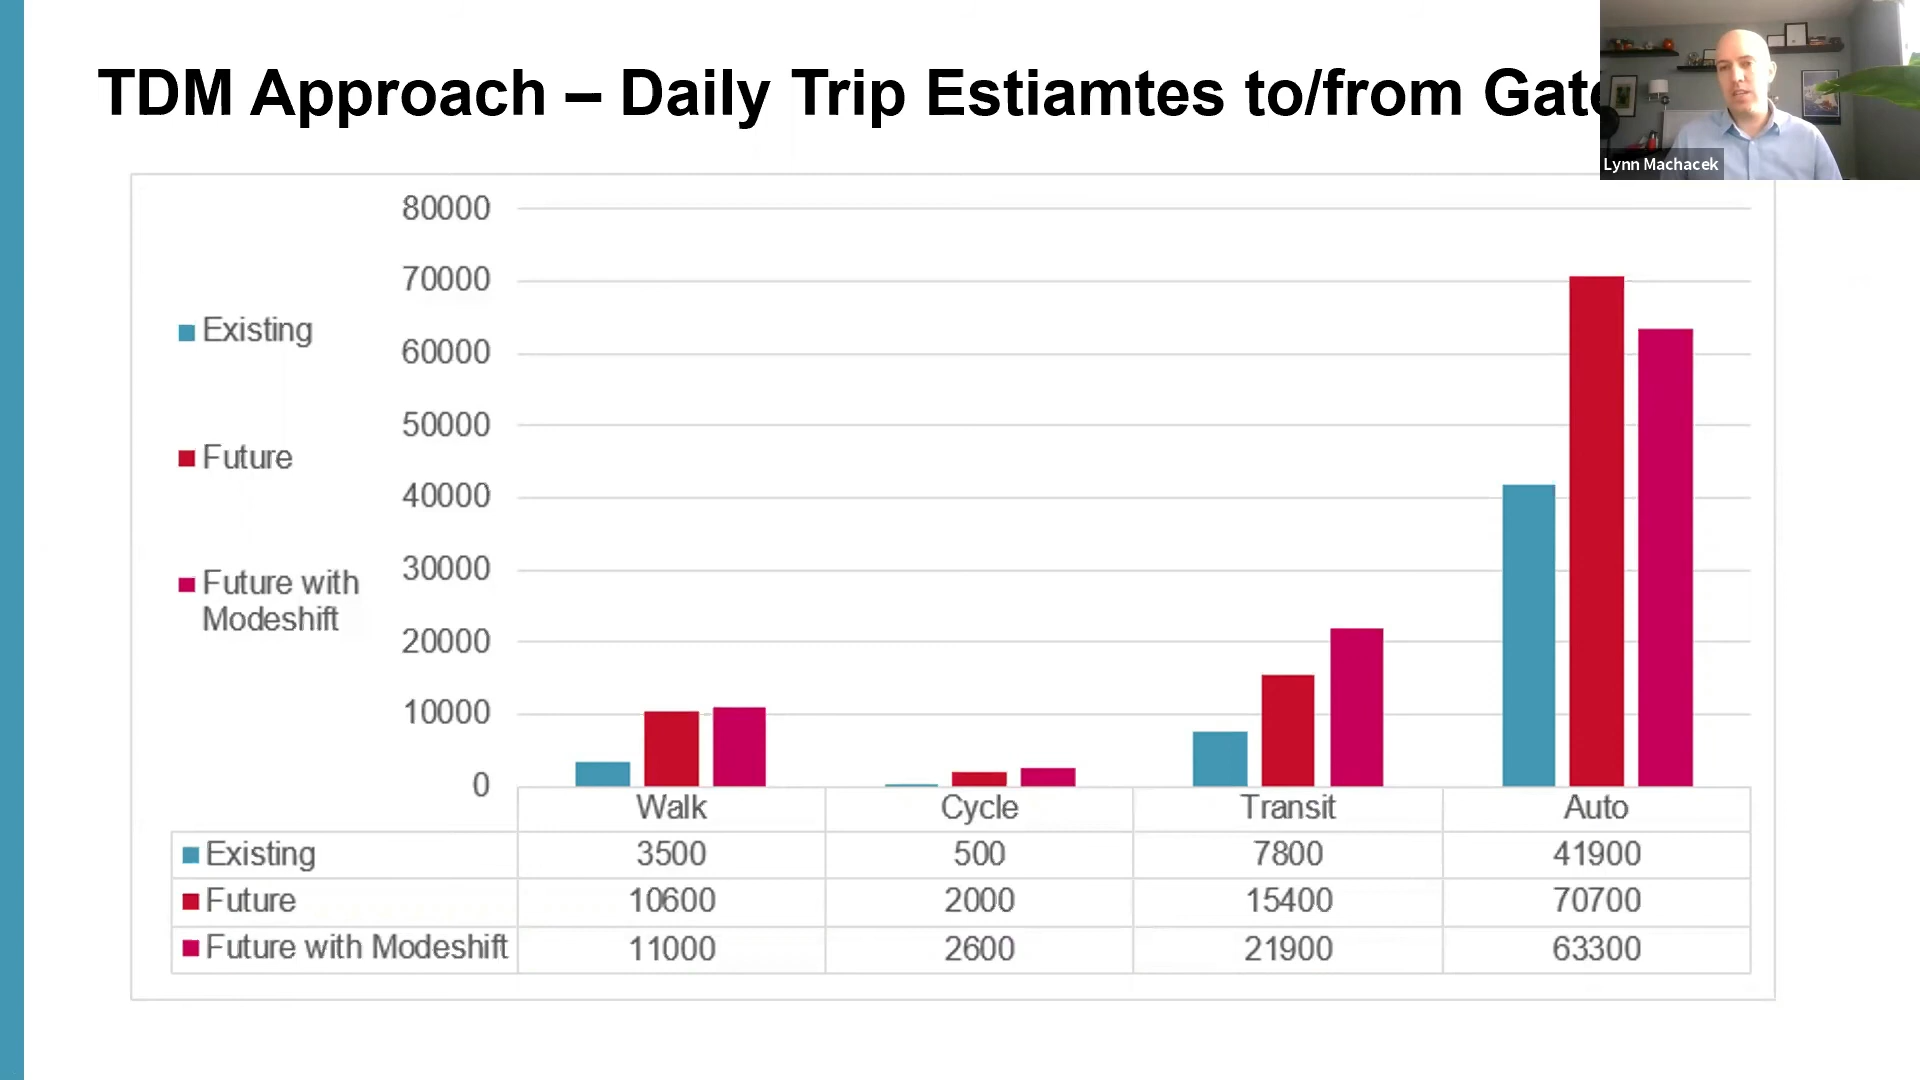 TDM Approach – Daily Trip Estiamtes to/from
Lynn Machacek
80000
70000
60000
50000
40000
30000
20000
10000
0
Existing
Future
Future with
Modeshift
Walk Cycle Transit Auto
Existing 3500 500 7800 41900
Future 10600 2000 15400 70700
Future with Modeshift 11000 2600 21900 63300